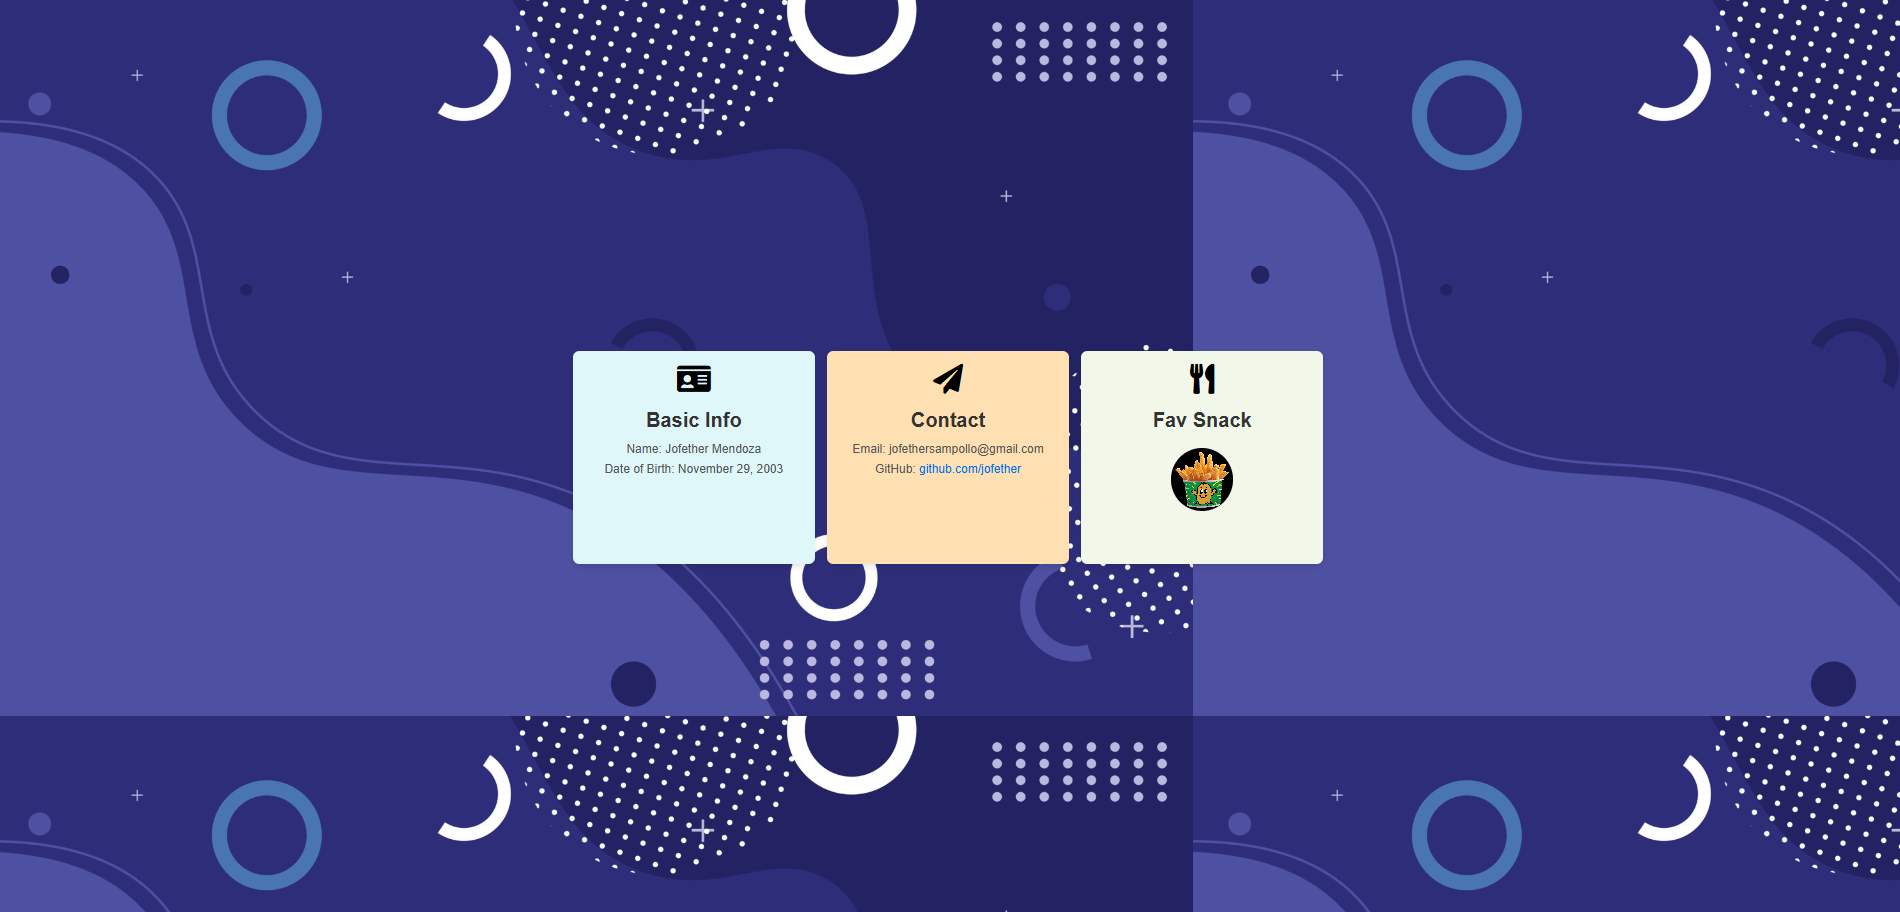 Basic Info
Name: Jofether Mendoza
Date of Birth: November 29, 2003
Contact
Email: jofethersampollo@gmail.com
GitHub: github.com/jofether
Fav Snack